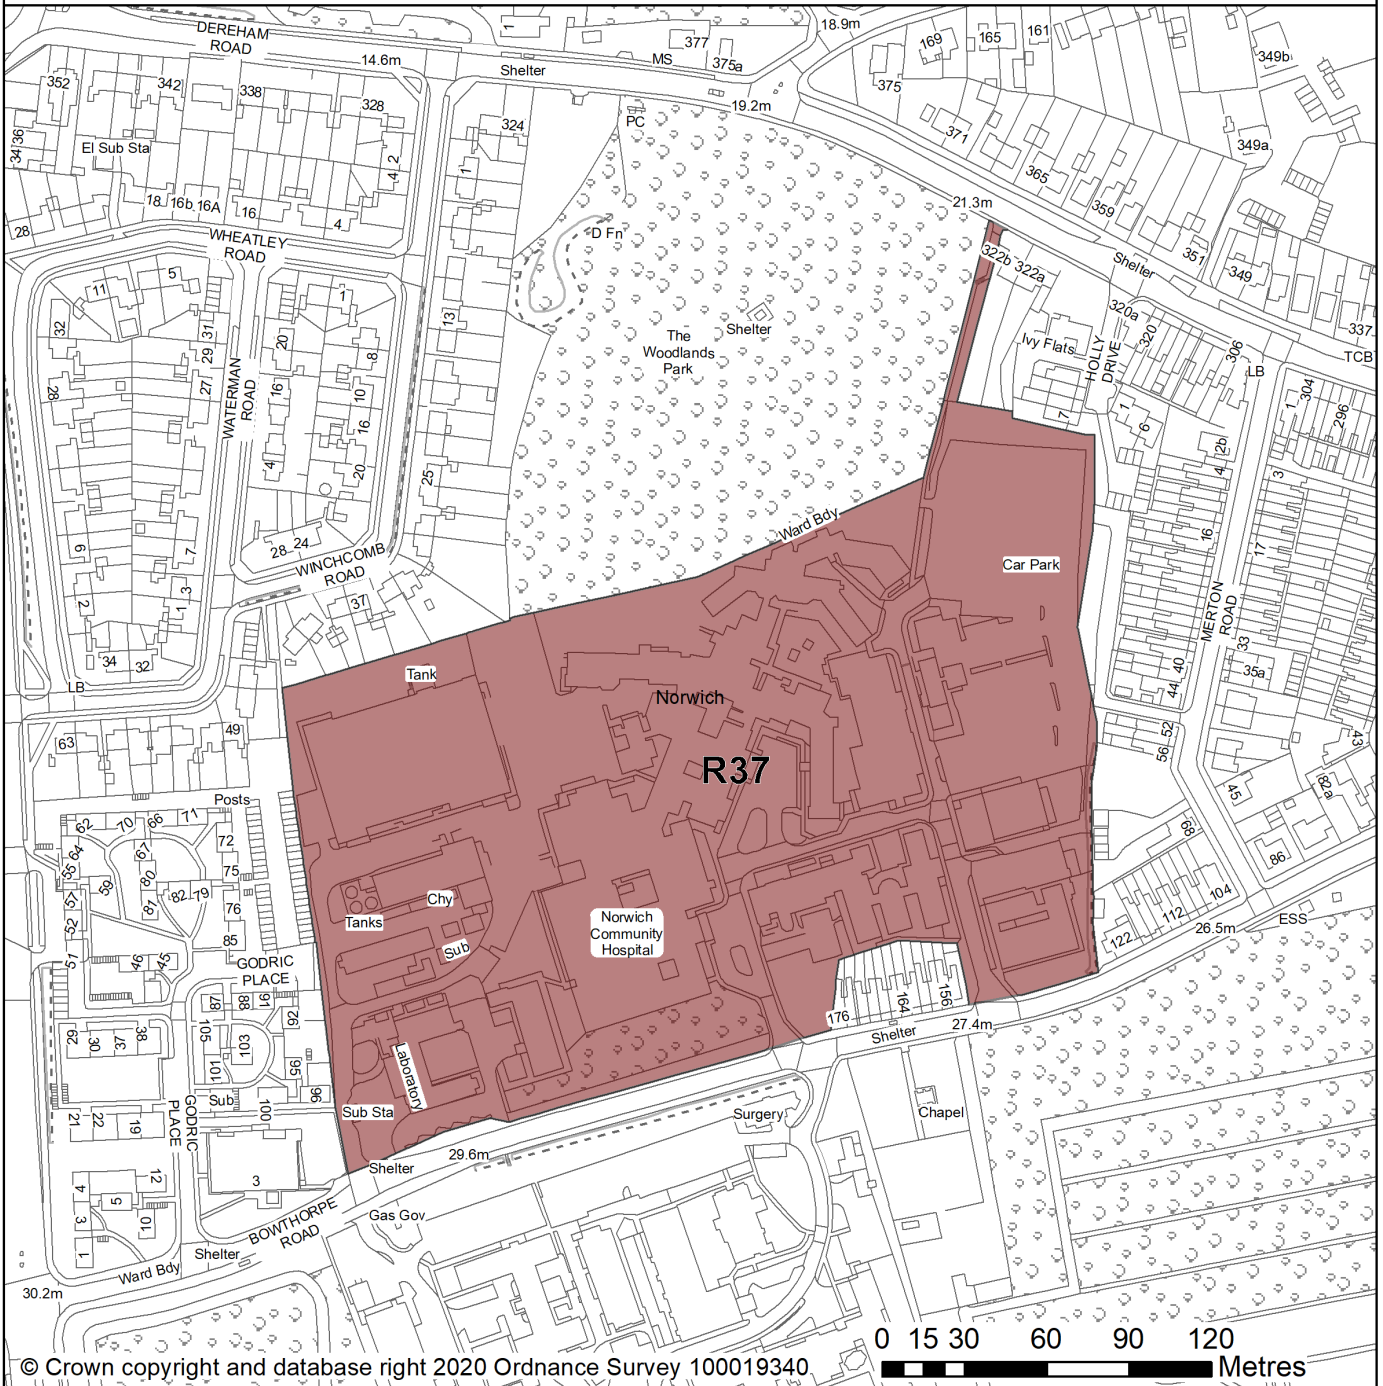 DEREHAM
ROAD
14.6m
1
377
MS
375a
18.9m
169
165
161
349b
352
342
338
328
Shelter
375
19.2m
34 36
El Sub Sta
324
PC
371
349a
4 2
1
365
18
16b
16A
16
4
21.3m
359
28
WHEATLEY
ROAD
D Fn
322b
322a
Shelter
351
349
11
5
1
13
32
31
29
27
20
8
The
Woodlands
Park
Shelter
320a
320
337
Ivy Flats
HOLLY
DRIVE
306
LB
TCB
28
WATERMAN
ROAD
16
10
16
7
1
6
1
304
296
4
20
25
2b
4
3
6
7
28
24
WINCHCOMB
ROAD
Ward Bdy
Car Park
16
17
2
3
1
37
MERTON
ROAD
33
34
32
LB
Tank
Norwich
40
44
35a
63
49
R37
52
56
43
Posts
45
82a
62
70
66
71
72
68
86
64
55
67
75
59
80
82
79
57
81
76
Chy
Tanks
Norwich
Community
Hospital
104
112
122
26.5m
ESS
52
85
Sub
51
46
45
GODRIC
PLACE
87
88
91
92
176
164
156
Shelter
27.4m
29
30
37
38
105
103
95
101
96
Laboratory
Sub
100
Sub Sta
Surgery
Chapel
21
22
19
GODRIC
PLACE
29.6m
Shelter
12
3
4
5
3
10
1
BOWTHORPE
ROAD
Gas Gov
Shelter
Ward Bdy
30.2m
0 15 30 60 90 120
Metres
© Crown copyright and database right 2020 Ordnance Survey 100019340